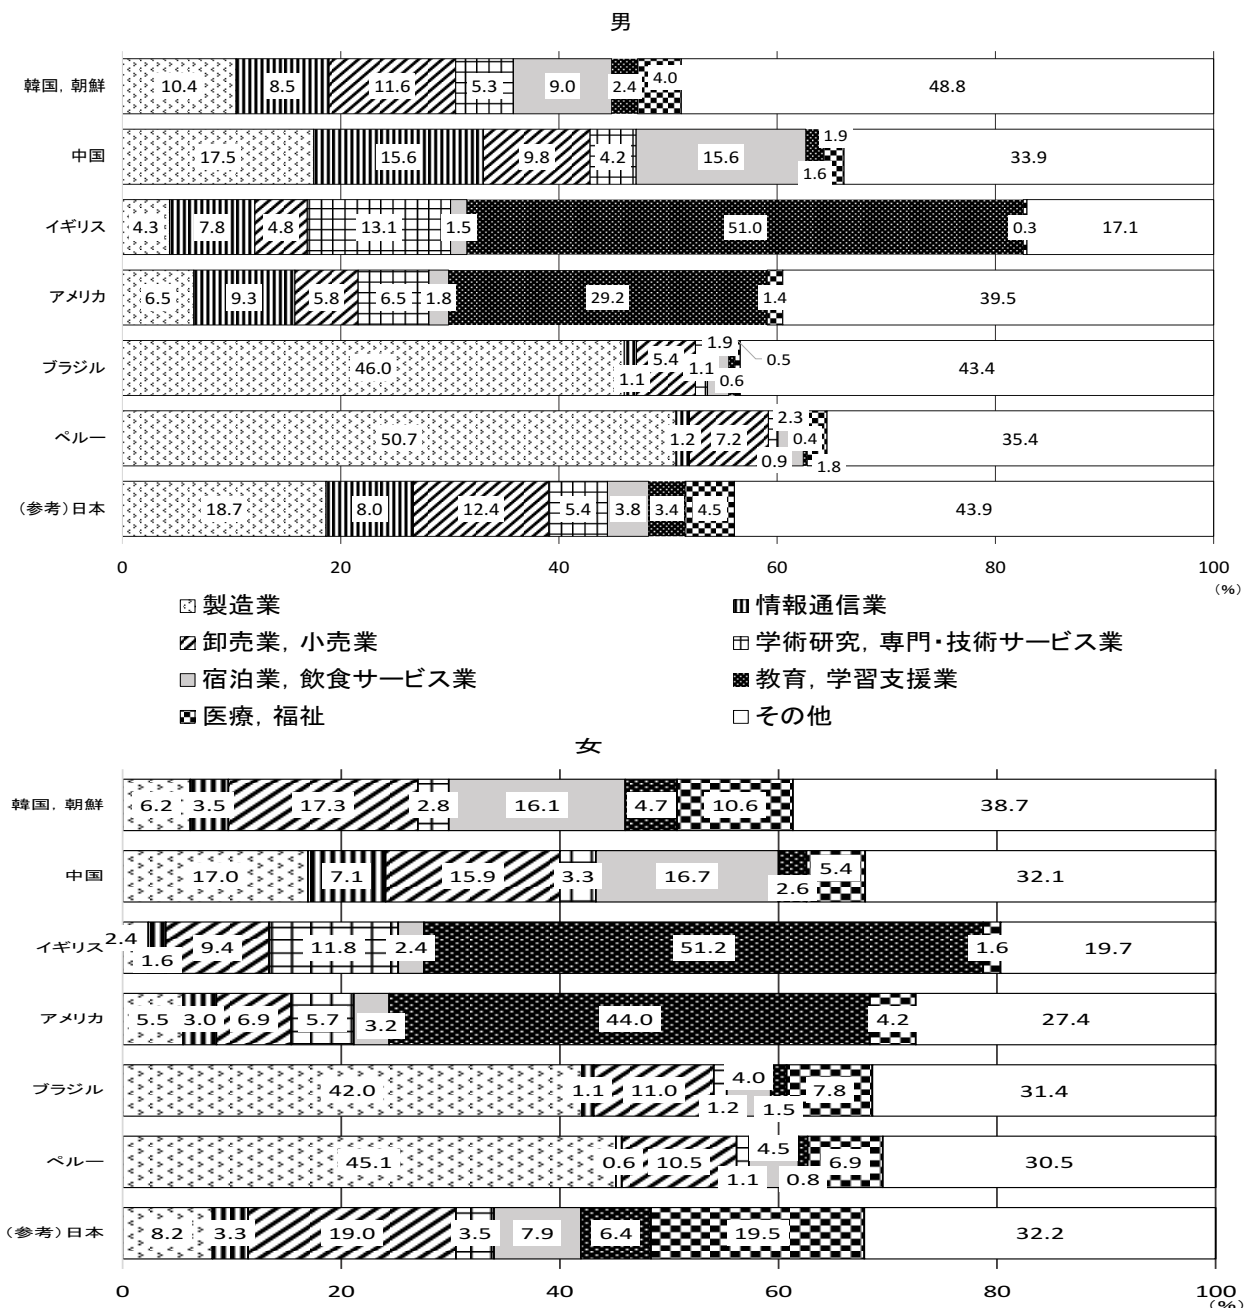 男
韓国，朝鮮 10.4 8.5 11.6 5.3 9.0 2.4 4.0 48.8
中国 17.5 15.6 9.8 4.2 15.6 1.6 1.9 33.9
イギリス 4.3 7.8 4.8 13.1 1.5 51.0 0.3 17.1
アメリカ 6.5 9.3 5.8 6.5 1.8 29.2 1.4 39.5
ブラジル 46.0 1.1 5.4 1.1 1.9 0.6 0.5 43.4
ペルー 50.7 1.2 7.2 0.9 2.3 0.4 1.8 35.4
（参考）日本 18.7 8.0 12.4 5.4 3.8 3.4 4.5 43.9
0 20 40 60 80 100
(%)
製造業 情報通信業
卸売業，小売業 学術研究，専門・技術サービス業
宿泊業，飲食サービス業 教育，学習支援業
医療，福祉 その他
女
韓国，朝鮮 6.2 3.5 17.3 2.8 16.1 4.7 10.6 38.7
中国 17.0 7.1 15.9 3.3 16.7 2.6 5.4 32.1
イギリス 2.4 1.6 9.4 11.8 2.4 51.2 1.6 19.7
アメリカ 5.5 3.0 6.9 5.7 3.2 44.0 4.2 27.4
ブラジル 42.0 1.1 11.0 1.2 4.0 1.5 7.8 31.4
ペルー 45.1 0.6 10.5 1.1 4.5 0.8 6.9 30.5
（参考）日本 8.2 3.3 19.0 3.5 7.9 6.4 19.5 32.2
0 20 40 60 80 100
(%)